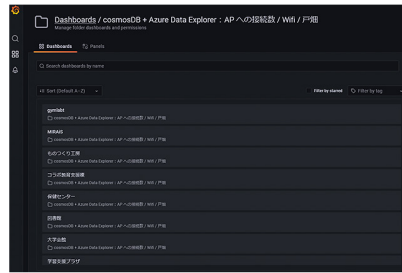 Dashboards / cosmosDB + Azure Data Explorer : AP への接続数 / Wifi / 戸畑
Manage folder dashboards and permissions
Dashboards Panels
Search dashboards by name
Sort (Default A–Z) Filter by starred Filter by tag
gymlabt
cosmosDB + Azure Data Explorer : AP への接続数 / Wifi / 戸畑
MIRAIS
cosmosDB + Azure Data Explorer : AP への接続数 / Wifi / 戸畑
ものつくり工房
cosmosDB + Azure Data Explorer : AP への接続数 / Wifi / 戸畑
コラボ教育支援棟
cosmosDB + Azure Data Explorer : AP への接続数 / Wifi / 戸畑
保健センター
cosmosDB + Azure Data Explorer : AP への接続数 / Wifi / 戸畑
図書館
cosmosDB + Azure Data Explorer : AP への接続数 / Wifi / 戸畑
大学会館
cosmosDB + Azure Data Explorer : AP への接続数 / Wifi / 戸畑
学習支援プラザ